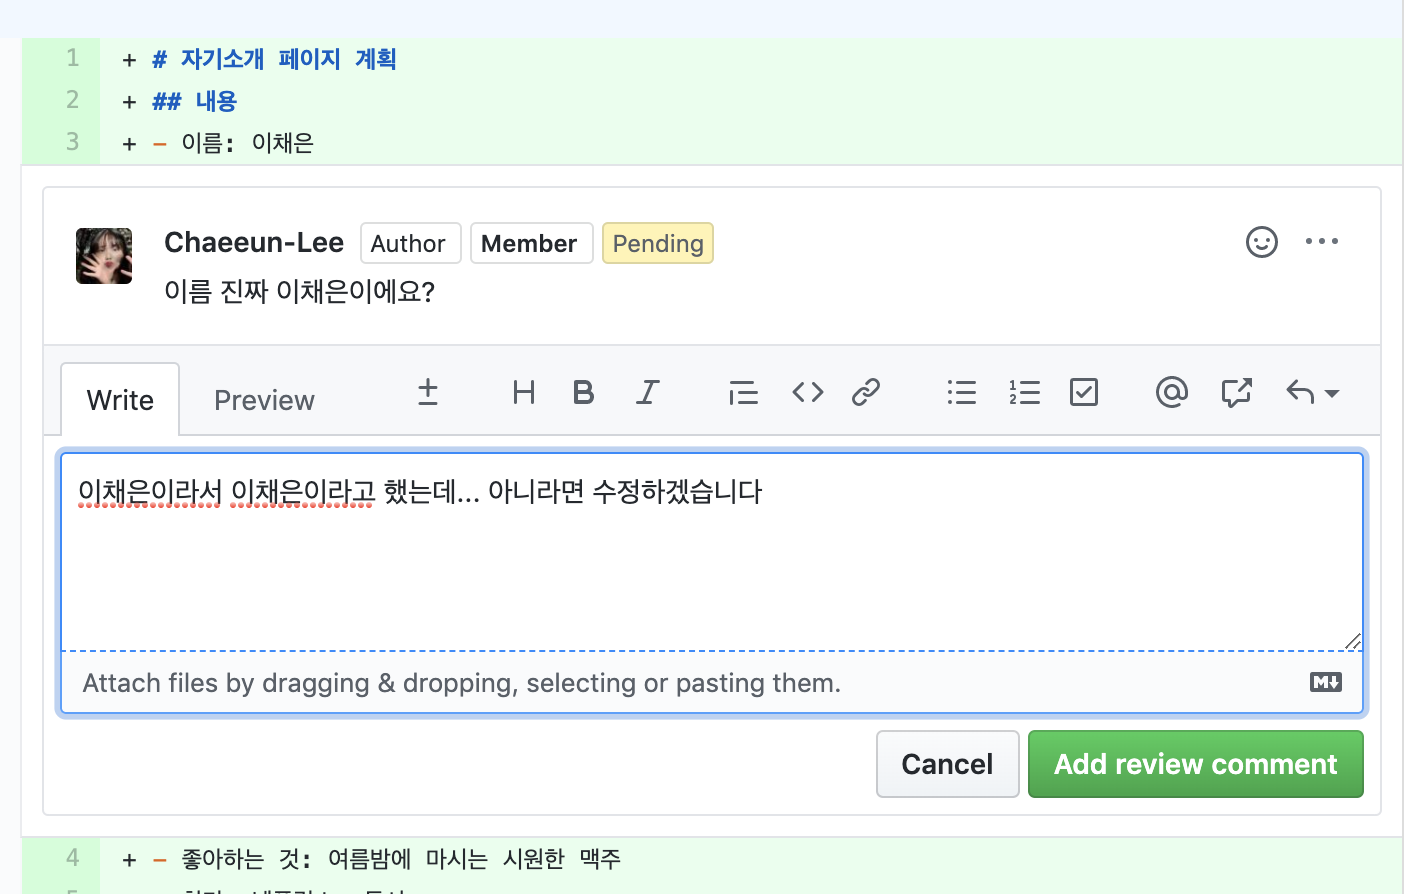 1 + # 자기소개 페이지 계획
2 + ## 내용
3 + - 이름: 이채은
Chaeeun-Lee Author Member Pending
이름 진짜 이채은이에요?
Write Preview
이채은이라서 이채은이라고 했는데... 아니라면 수정하겠습니다
Attach files by dragging & dropping, selecting or pasting them.
Cancel Add review comment
4 + - 좋아하는 것: 여름밤에 마시는 시원한 맥주